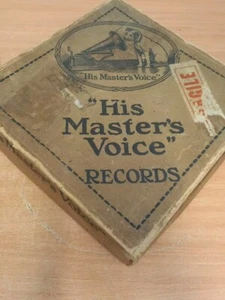 "His Master's Voice"
"His
Master's
Voice"
RECORDS